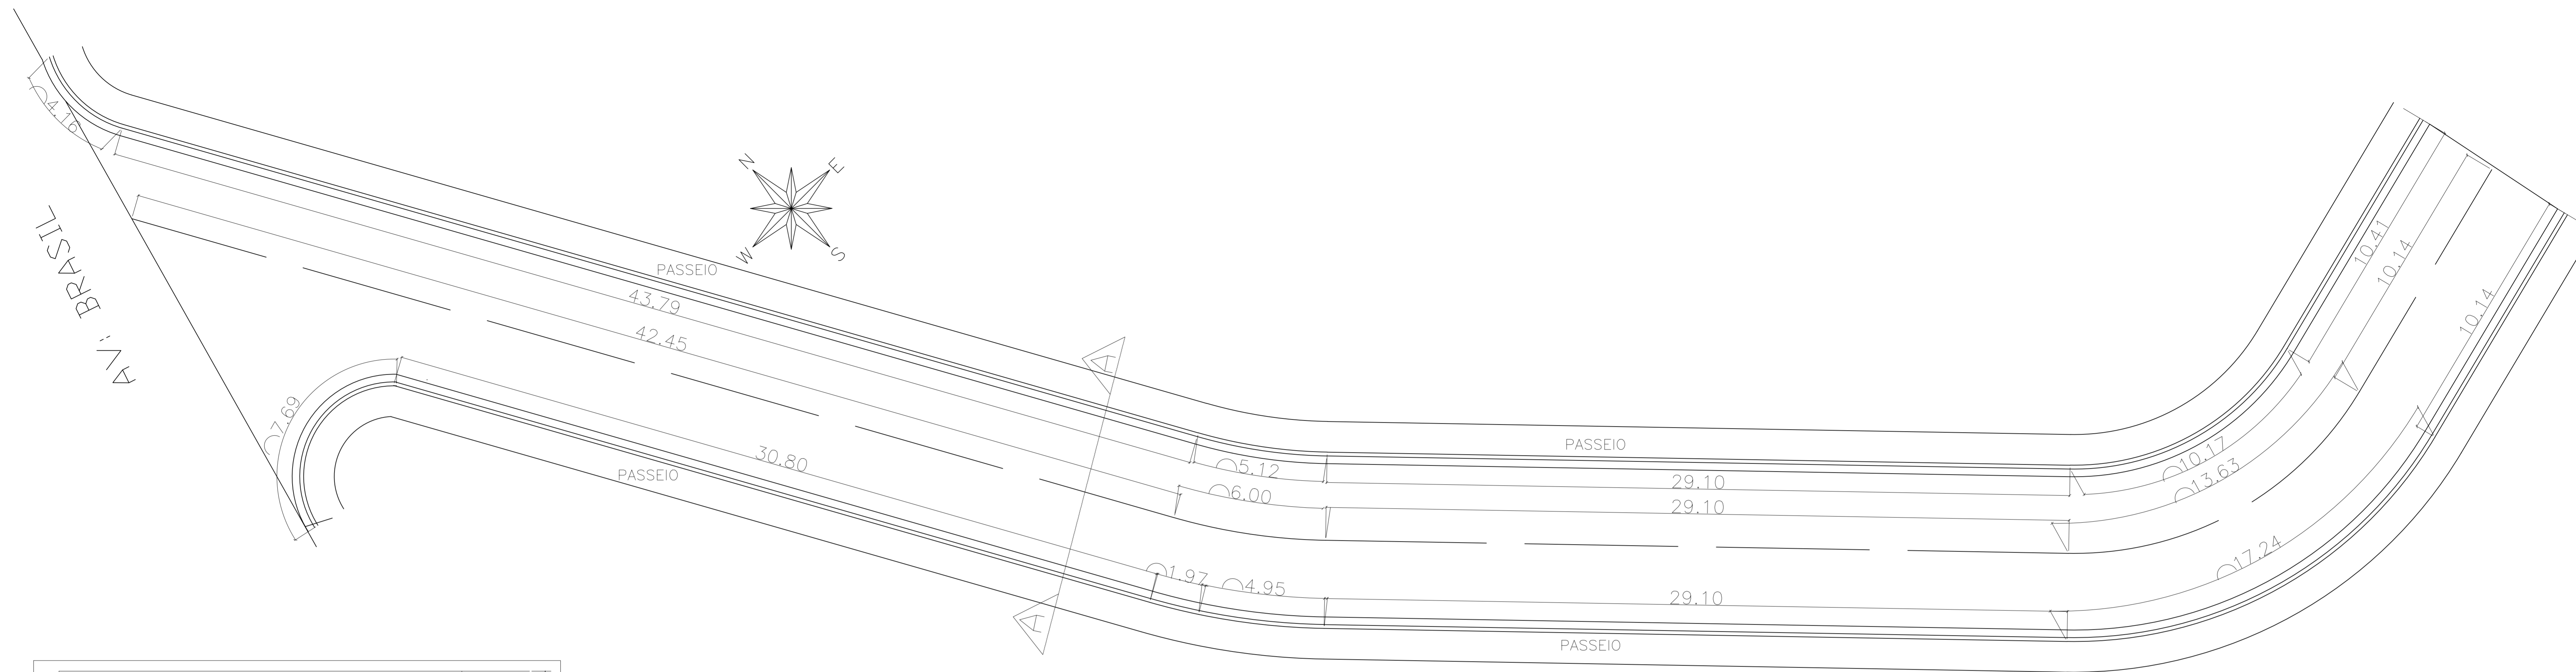 4.76
AV. BRASIL
N
E
W
S
PASSEIO
43.79
42.45
7.69
30.80
PASSEIO
A
A
5.12
6.00
1.97
4.95
PASSEIO
29.10
29.10
29.10
PASSEIO
10.17
13.63
17.24
10.41
10.14
10.14